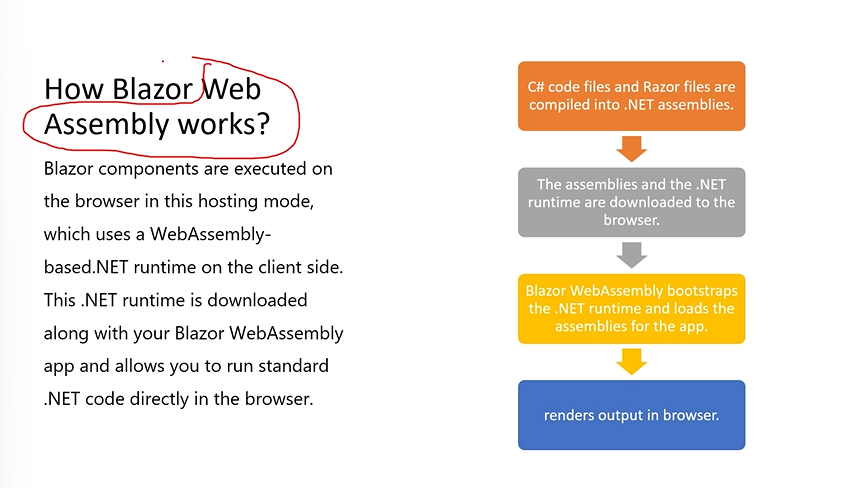 How Blazor Web
Assembly works?
Blazor components are executed on
the browser in this hosting mode,
which uses a WebAssembly-
based.NET runtime on the client side.
This .NET runtime is downloaded
along with your Blazor WebAssembly
app and allows you to run standard
.NET code directly in the browser.
C# code files and Razor files are
compiled into .NET assemblies.
The assemblies and the .NET
runtime are downloaded to the
browser.
Blazor WebAssembly bootstraps
the .NET runtime and loads the
assemblies for the app.
renders output in browser.